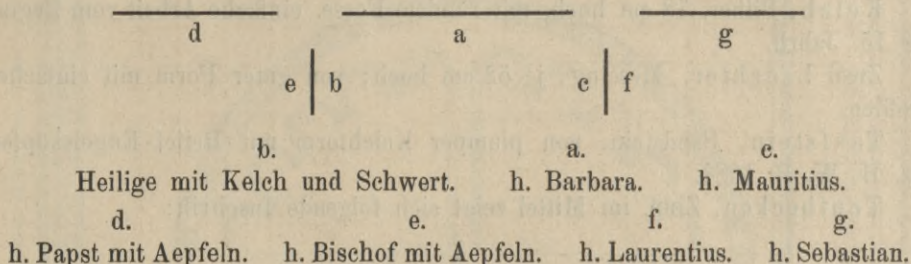 d a g
e b c f
b. a. c.
Heilige mit Kelch und Schwert. h. Barbara. h. Mauritius.
d. e. f. g.
h. Papst mit Aepfeln. h. Bischof mit Aepfeln. h. Laurentius. h. Sebastian.